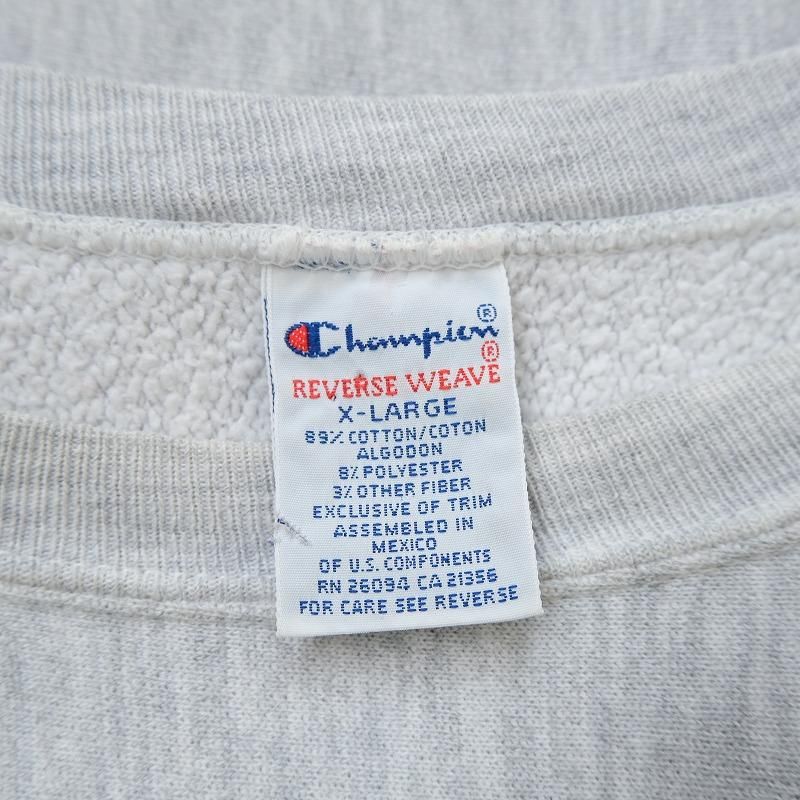 Champion®
REVERSE WEAVE®
X-LARGE
89% COTTON/COTON
ALGODON
8% POLYESTER
3% OTHER FIBER
EXCLUSIVE OF TRIM
ASSEMBLED IN
MEXICO
OF U.S. COMPONENTS
RN 26094 CA 21356
FOR CARE SEE REVERSE